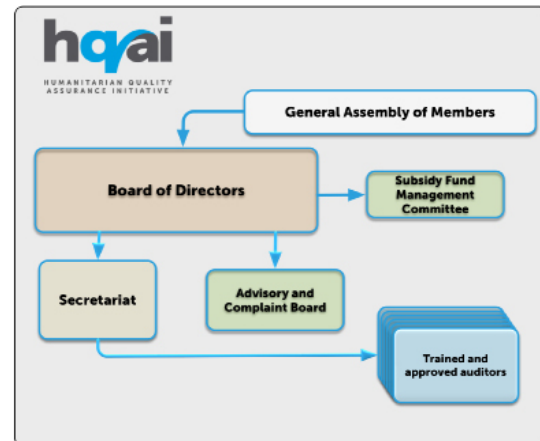 hqai
HUMANITARIAN QUALITY
ASSURANCE INITIATIVE
General Assembly of Members
Board of Directors
Subsidy Fund
Management
Committee
Secretariat
Advisory and
Complaint Board
Trained and
approved auditors